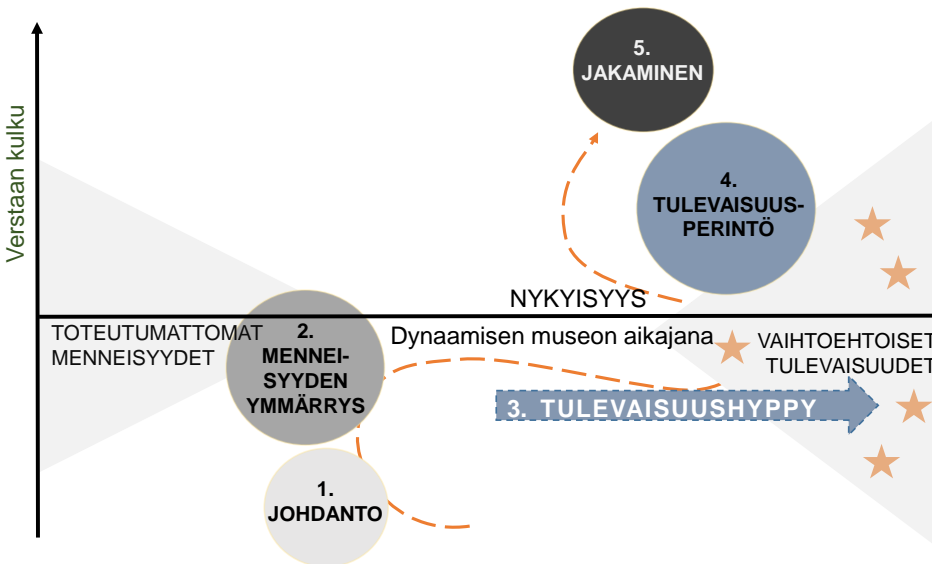 5.
JAKAMINEN
4.
TULEVAISUUS-
PERINTÖ
Verstaan kulku
NYKYISYYS
TOTEUTUMATTOMAT
MENNEISYYDET
2.
MENNEI-
SYYDEN
YMMÄRRYS
Dynaamisen museon aikajana
VAIHTOEHTOISET
TULEVAISUUDET
3. TULEVAISUUSHYPPY
1.
JOHDANTO